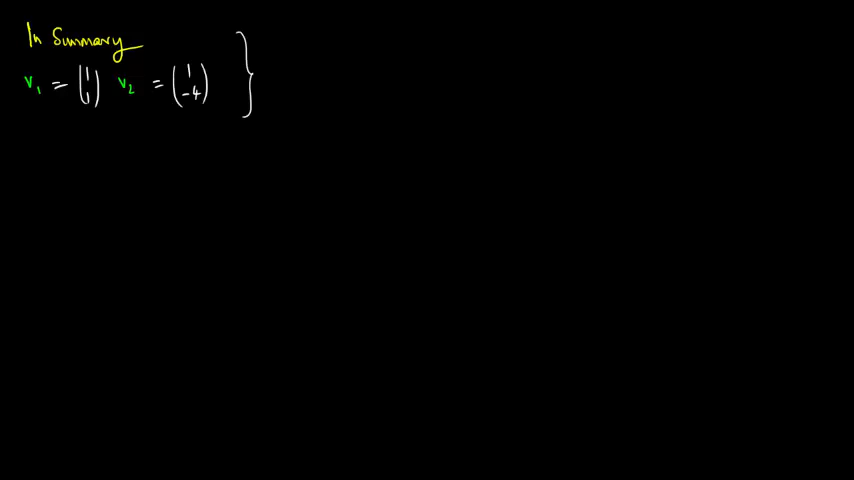 In Summary
v₁ = (1 1) v₂ = (1 -4) }